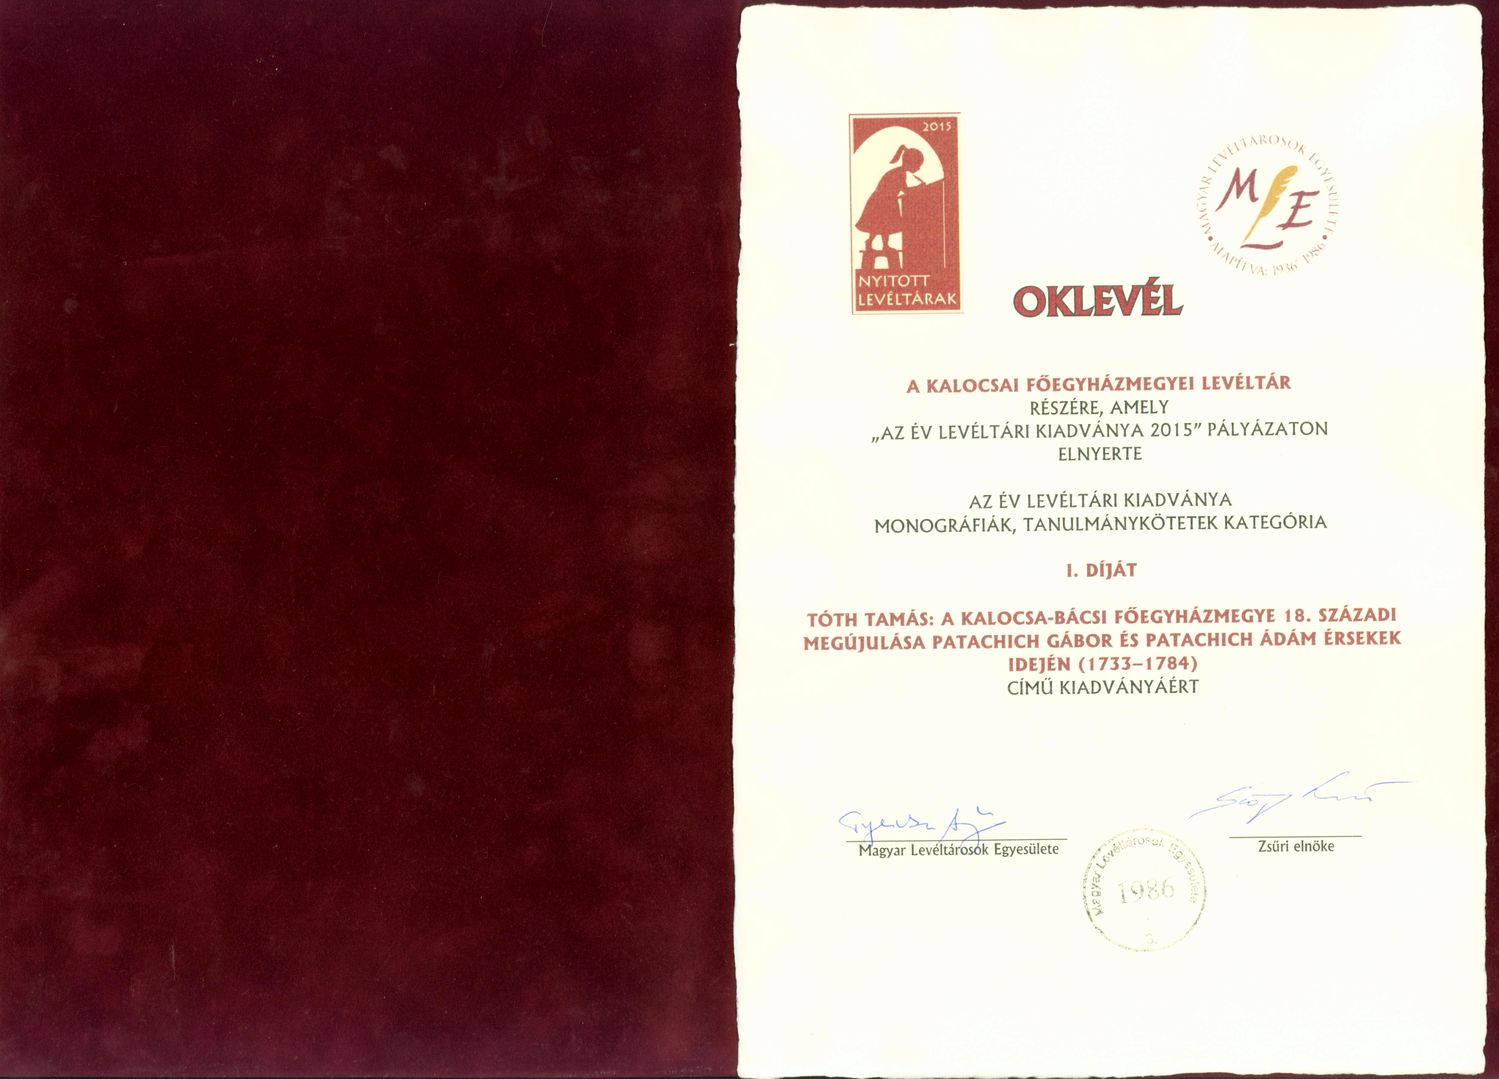 2015
NYITOTT
LEVÉLTÁRAK
MAGYAR LEVÉLTÁROSOK EGYESÜLETE
M L E
ALAPÍTVA: 1936 1986
OKLEVÉL
A KALOCSAI FŐEGYHÁZMEGYEI LEVÉLTÁR
RÉSZÉRE, AMELY
„AZ ÉV LEVÉLTÁRI KIADVÁNYA 2015” PÁLYÁZATON
ELNYERTE
AZ ÉV LEVÉLTÁRI KIADVÁNYA
MONOGRÁFIÁK, TANULMÁNYKÖTETEK KATEGÓRIA
I. DÍJÁT
TÓTH TAMÁS: A KALOCSA-BÁCSI FŐEGYHÁZMEGYE 18. SZÁZADI
MEGÚJULÁSA PATACHICH GÁBOR ÉS PATACHICH ÁDÁM ÉRSEKEK
IDEJÉN (1733–1784)
CÍMŰ KIADVÁNYÁÉRT
Magyar Levéltárosok Egyesülete
Zsűri elnöke
Magyar Levéltárosok Egyesülete
1986
3.